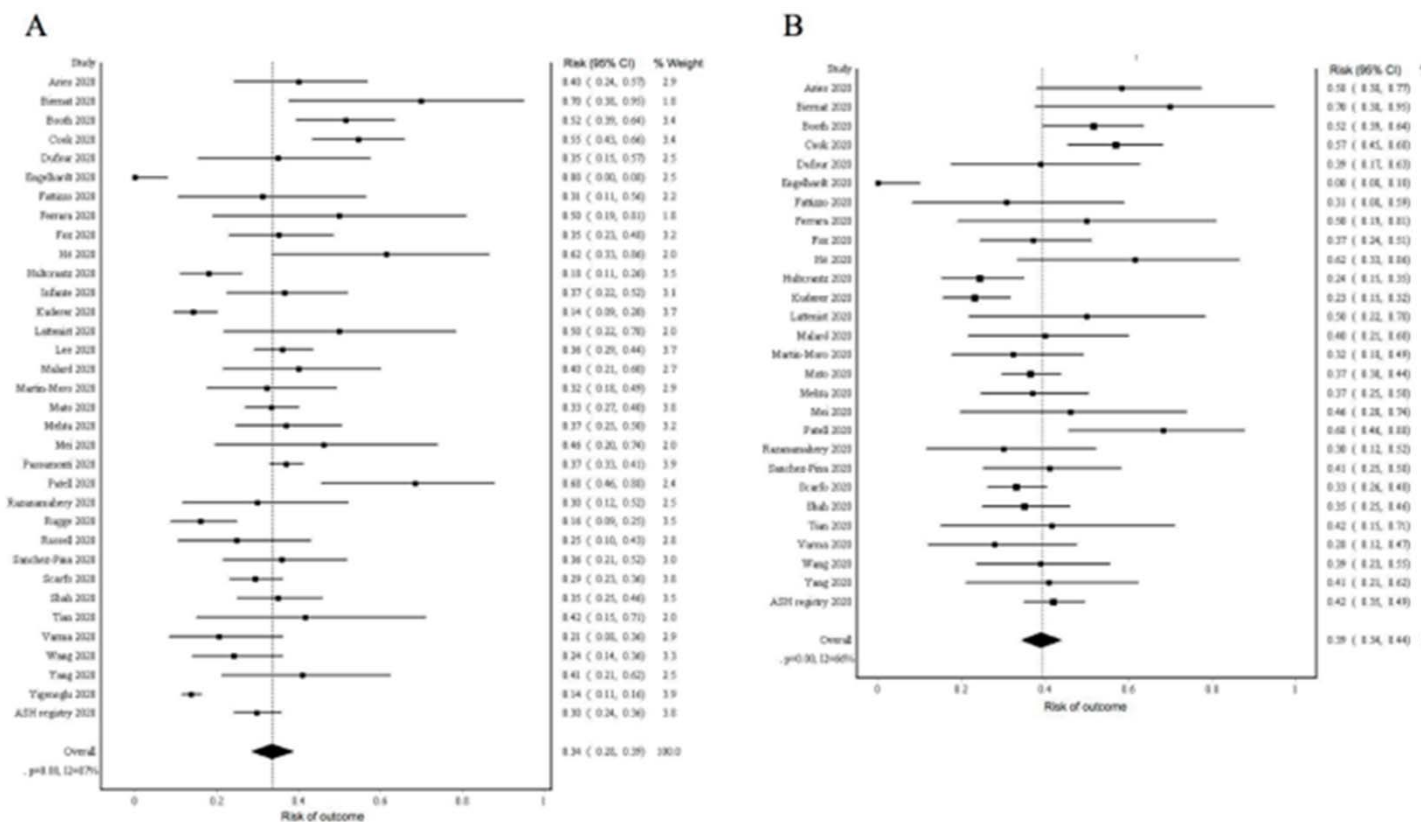 A
Study Risk (95% CI) % Weight
Aries 2020 0.40 ( 0.24, 0.57) 2.9
Biernat 2020 0.70 ( 0.38, 0.95) 1.8
Booth 2020 0.52 ( 0.39, 0.64) 3.4
Cook 2020 0.55 ( 0.43, 0.66) 3.4
Dufour 2020 0.35 ( 0.15, 0.57) 2.5
Engelhardt 2020 0.00 ( 0.00, 0.08) 2.5
Fattizzo 2020 0.31 ( 0.11, 0.56) 2.2
Ferrara 2020 0.50 ( 0.19, 0.81) 1.8
Fox 2020 0.35 ( 0.23, 0.48) 3.2
He 2020 0.62 ( 0.33, 0.86) 2.0
Hultcrantz 2020 0.18 ( 0.11, 0.26) 3.5
Infante 2020 0.37 ( 0.22, 0.52) 3.1
Kuderer 2020 0.14 ( 0.09, 0.20) 3.7
Lattenist 2020 0.50 ( 0.22, 0.78) 2.0
Lee 2020 0.36 ( 0.29, 0.44) 3.7
Malard 2020 0.40 ( 0.21, 0.60) 2.7
Martin-Moro 2020 0.32 ( 0.18, 0.49) 2.9
Mato 2020 0.33 ( 0.27, 0.40) 3.8
Mehta 2020 0.37 ( 0.25, 0.50) 3.2
Mei 2020 0.46 ( 0.20, 0.74) 2.0
Passamonti 2020 0.37 ( 0.33, 0.41) 3.9
Patell 2020 0.68 ( 0.46, 0.88) 2.4
Razanamahery 2020 0.30 ( 0.12, 0.52) 2.5
Ruggeri 2020 0.16 ( 0.09, 0.25) 3.5
Russell 2020 0.25 ( 0.10, 0.43) 2.8
Sanchez-Pina 2020 0.36 ( 0.21, 0.52) 3.0
Scarfo 2020 0.29 ( 0.23, 0.36) 3.8
Shah 2020 0.35 ( 0.25, 0.46) 3.5
Tian 2020 0.42 ( 0.15, 0.71) 2.0
Varma 2020 0.21 ( 0.08, 0.36) 2.9
Wang 2020 0.24 ( 0.14, 0.36) 3.3
Yang 2020 0.41 ( 0.21, 0.62) 2.5
Yigenoglu 2020 0.14 ( 0.11, 0.16) 3.9
ASH registry 2020 0.30 ( 0.24, 0.36) 3.8
Overall 0.34 ( 0.28, 0.39) 100.0
, p=0.00, I2=87%
0 0.2 0.4 0.6 0.8 1
Risk of outcome
B
Study Risk (95% CI)
Aries 2020 0.58 ( 0.38, 0.77)
Biernat 2020 0.70 ( 0.38, 0.95)
Booth 2020 0.52 ( 0.39, 0.64)
Cook 2020 0.57 ( 0.45, 0.68)
Dufour 2020 0.39 ( 0.17, 0.63)
Engelhardt 2020 0.00 ( 0.00, 0.10)
Fattizzo 2020 0.31 ( 0.08, 0.59)
Ferrara 2020 0.50 ( 0.19, 0.81)
Fox 2020 0.37 ( 0.24, 0.51)
He 2020 0.62 ( 0.33, 0.86)
Hultcrantz 2020 0.24 ( 0.15, 0.35)
Kuderer 2020 0.23 ( 0.15, 0.32)
Lattenist 2020 0.50 ( 0.22, 0.78)
Malard 2020 0.40 ( 0.21, 0.60)
Martin-Moro 2020 0.32 ( 0.18, 0.49)
Mato 2020 0.37 ( 0.30, 0.44)
Mehta 2020 0.37 ( 0.25, 0.50)
Mei 2020 0.46 ( 0.20, 0.74)
Patell 2020 0.68 ( 0.46, 0.88)
Razanamahery 2020 0.30 ( 0.12, 0.52)
Sanchez-Pina 2020 0.41 ( 0.25, 0.58)
Scarfo 2020 0.33 ( 0.26, 0.40)
Shah 2020 0.35 ( 0.25, 0.46)
Tian 2020 0.42 ( 0.15, 0.71)
Varma 2020 0.28 ( 0.12, 0.47)
Wang 2020 0.39 ( 0.23, 0.55)
Yang 2020 0.41 ( 0.21, 0.62)
ASH registry 2020 0.42 ( 0.35, 0.49)
Overall 0.39 ( 0.34, 0.44)
, p=0.00, I2=66%
0 0.2 0.4 0.6 0.8 1
Risk of outcome